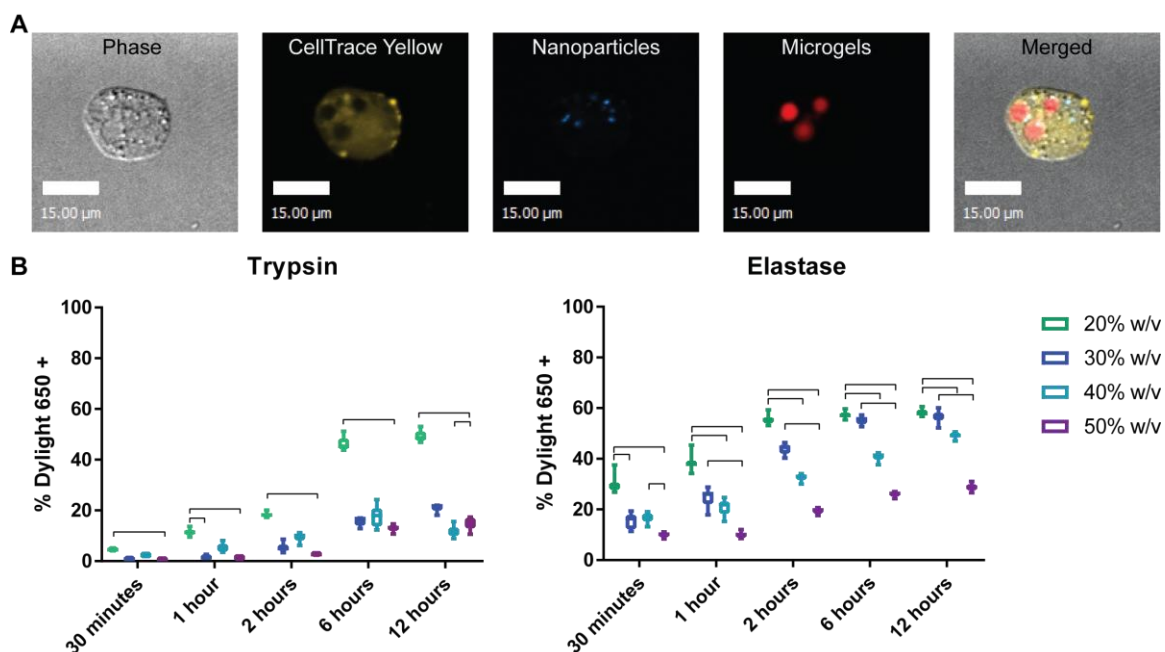 A
Phase
CellTrace Yellow
Nanoparticles
Microgels
Merged
15.00 µm
15.00 µm
15.00 µm
15.00 µm
15.00 µm
B
Trypsin
% Dylight 650 +
100
80
60
40
20
0
30 minutes
1 hour
2 hours
6 hours
12 hours
Elastase
% Dylight 650 +
100
80
60
40
20
0
30 minutes
1 hour
2 hours
6 hours
12 hours
20% w/v
30% w/v
40% w/v
50% w/v